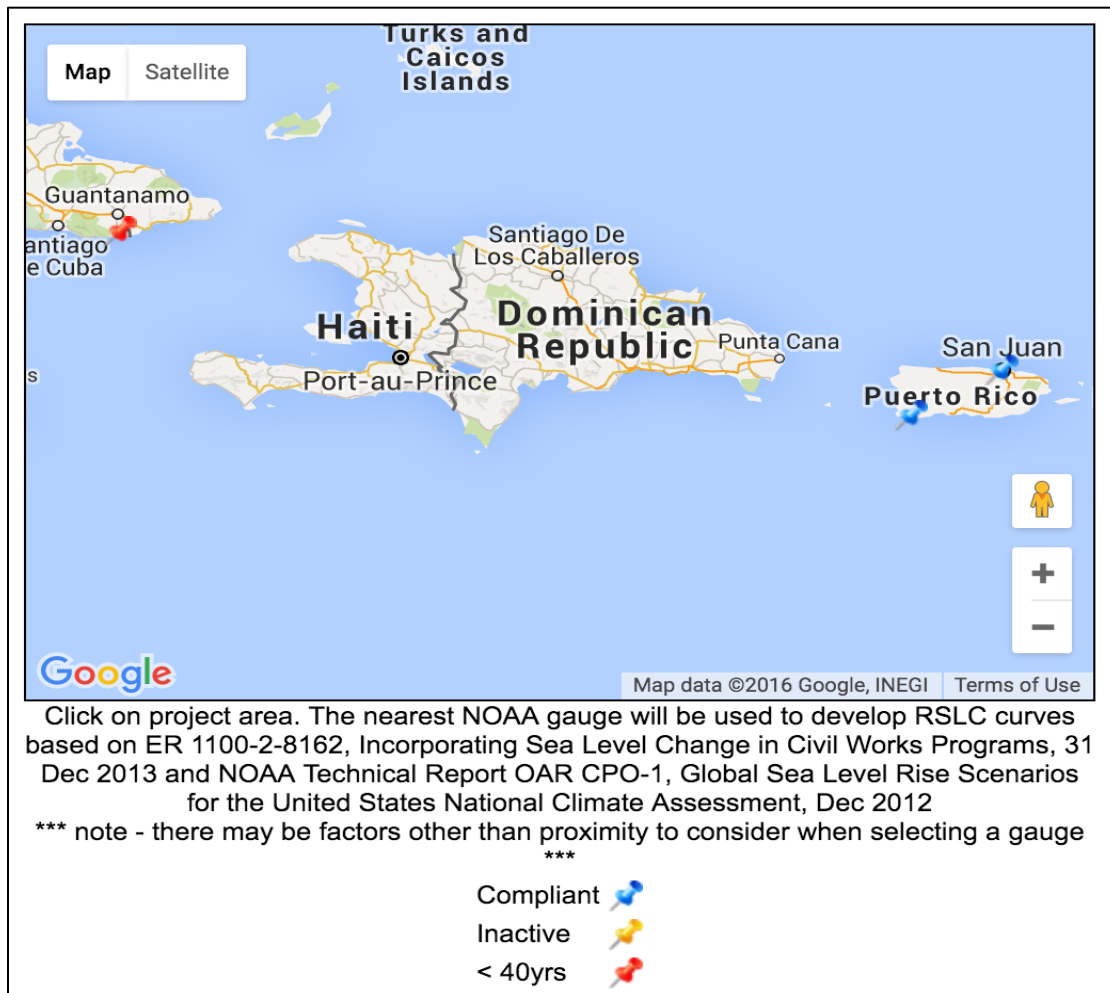 Turks and
Caicos
Islands
Map Satellite
Guantanamo
antiago
e Cuba
Santiago De
Los Caballeros
Haiti
Dominican
Republic
Punta Cana
San Juan
s
Port-au-Prince
Puerto Rico
+
−
Google
Map data ©2016 Google, INEGI Terms of Use
Click on project area. The nearest NOAA gauge will be used to develop RSLC curves
based on ER 1100-2-8162, Incorporating Sea Level Change in Civil Works Programs, 31
Dec 2013 and NOAA Technical Report OAR CPO-1, Global Sea Level Rise Scenarios
for the United States National Climate Assessment, Dec 2012
*** note - there may be factors other than proximity to consider when selecting a gauge
***
Compliant
Inactive
< 40yrs